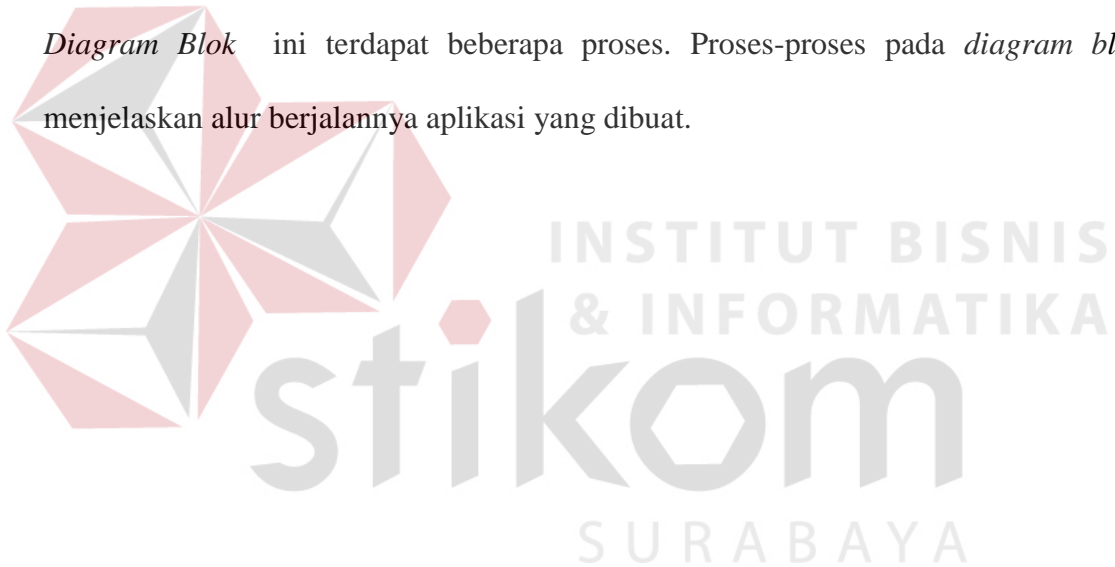 Diagram Blok ini terdapat beberapa proses. Proses-proses pada diagram bl
menjelaskan alur berjalannya aplikasi yang dibuat.
INSTITUT BISNIS
& INFORMATIKA
stikom
SURABAYA